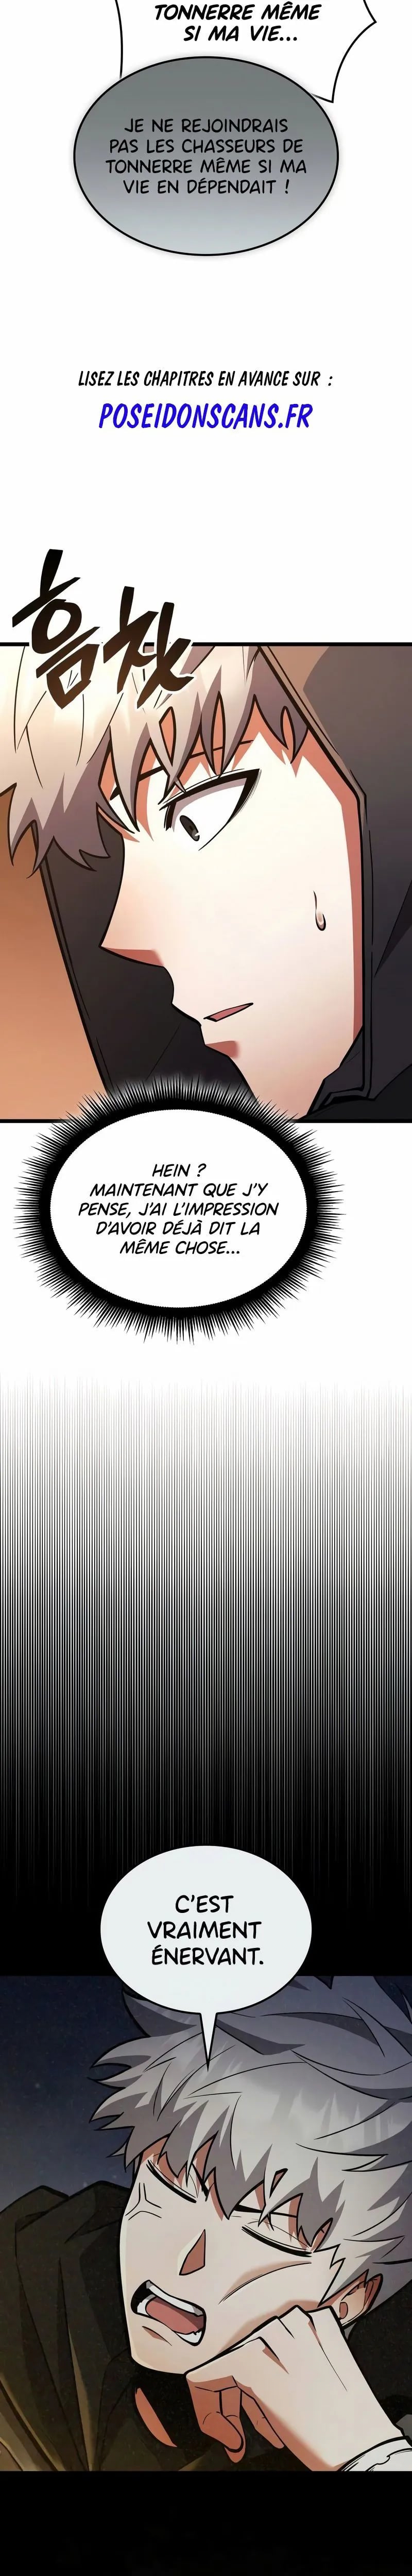 TONNERRE MÊME
SI MA VIE...
JE NE REJOINDRAIS
PAS LES CHASSEURS DE
TONNERRE MÊME SI MA
VIE EN DÉPENDAIT !
LISEZ LES CHAPITRES EN AVANCE SUR :
POSEIDONSCANS.FR
흠칫
HEIN ?
MAINTENANT QUE J'Y
PENSE, J'AI L'IMPRESSION
D'AVOIR DÉJÀ DIT LA
MÊME CHOSE...
C'EST
VRAIMENT
ÉNERVANT.